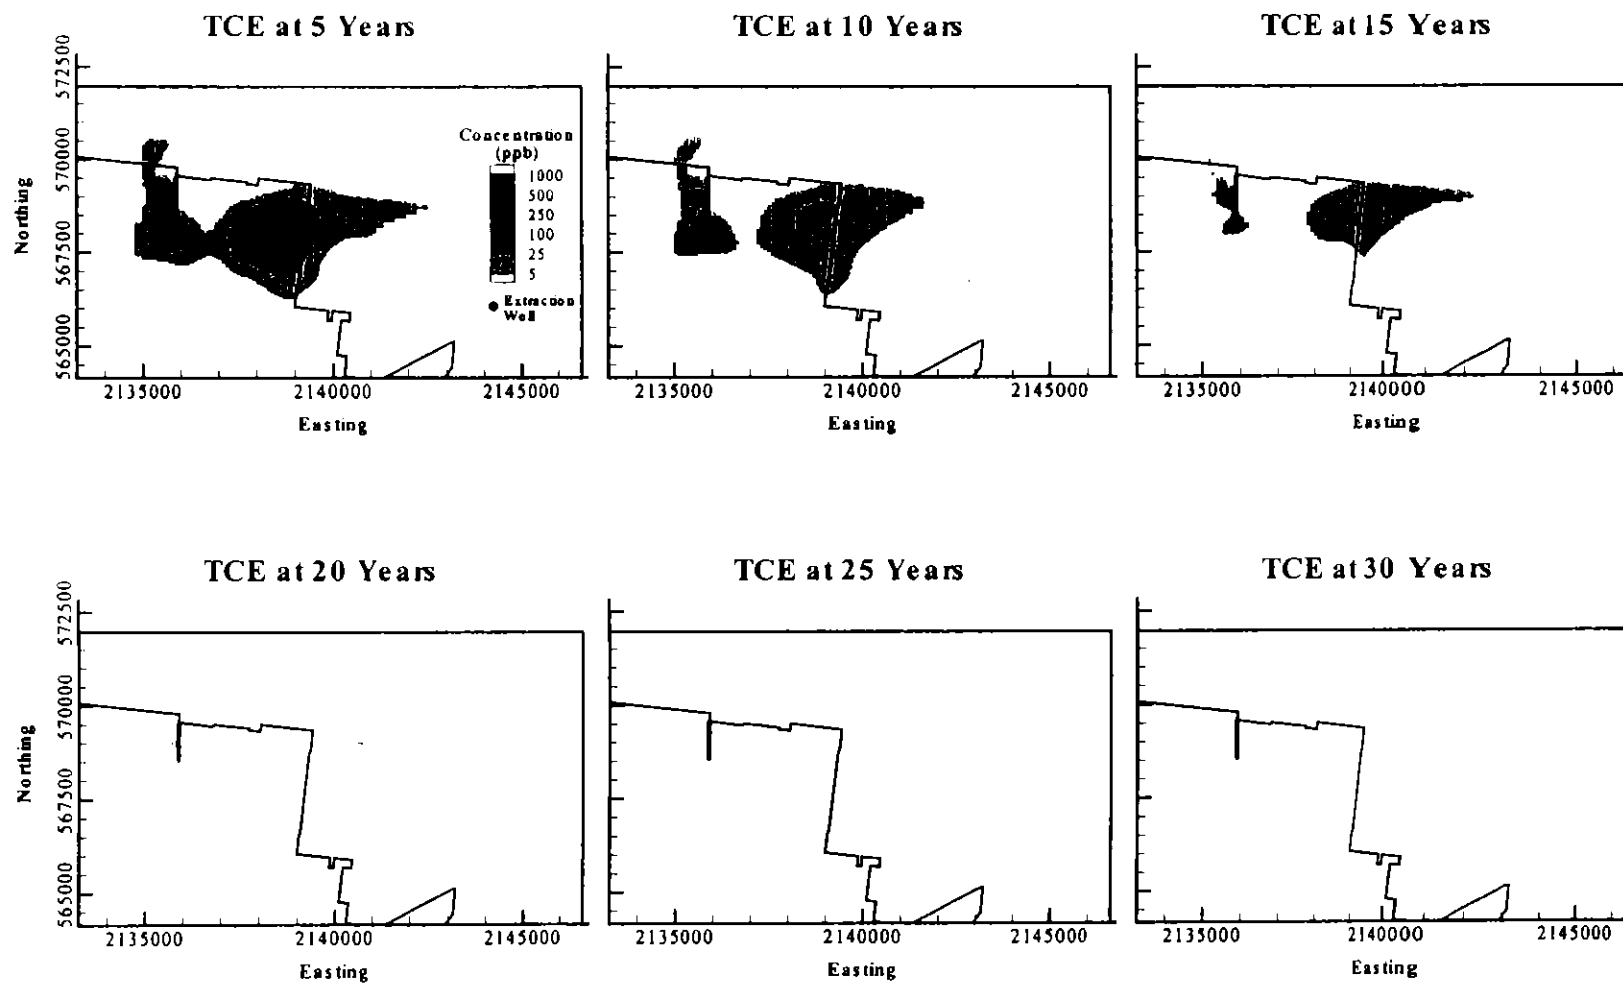 TCE at 5 Years
TCE at 10 Years
TCE at 15 Years
572500
570000
567500
565000
Northing
Concentration
(ppb)
1000
500
250
100
25
5
Extraction
Well
2135000 2140000 2145000
2135000 2140000 2145000
2135000 2140000 2145000
Easting
Easting
Easting
TCE at 20 Years
TCE at 25 Years
TCE at 30 Years
572500
570000
567500
565000
Northing
2135000 2140000 2145000
2135000 2140000 2145000
2135000 2140000 2145000
Easting
Easting
Easting